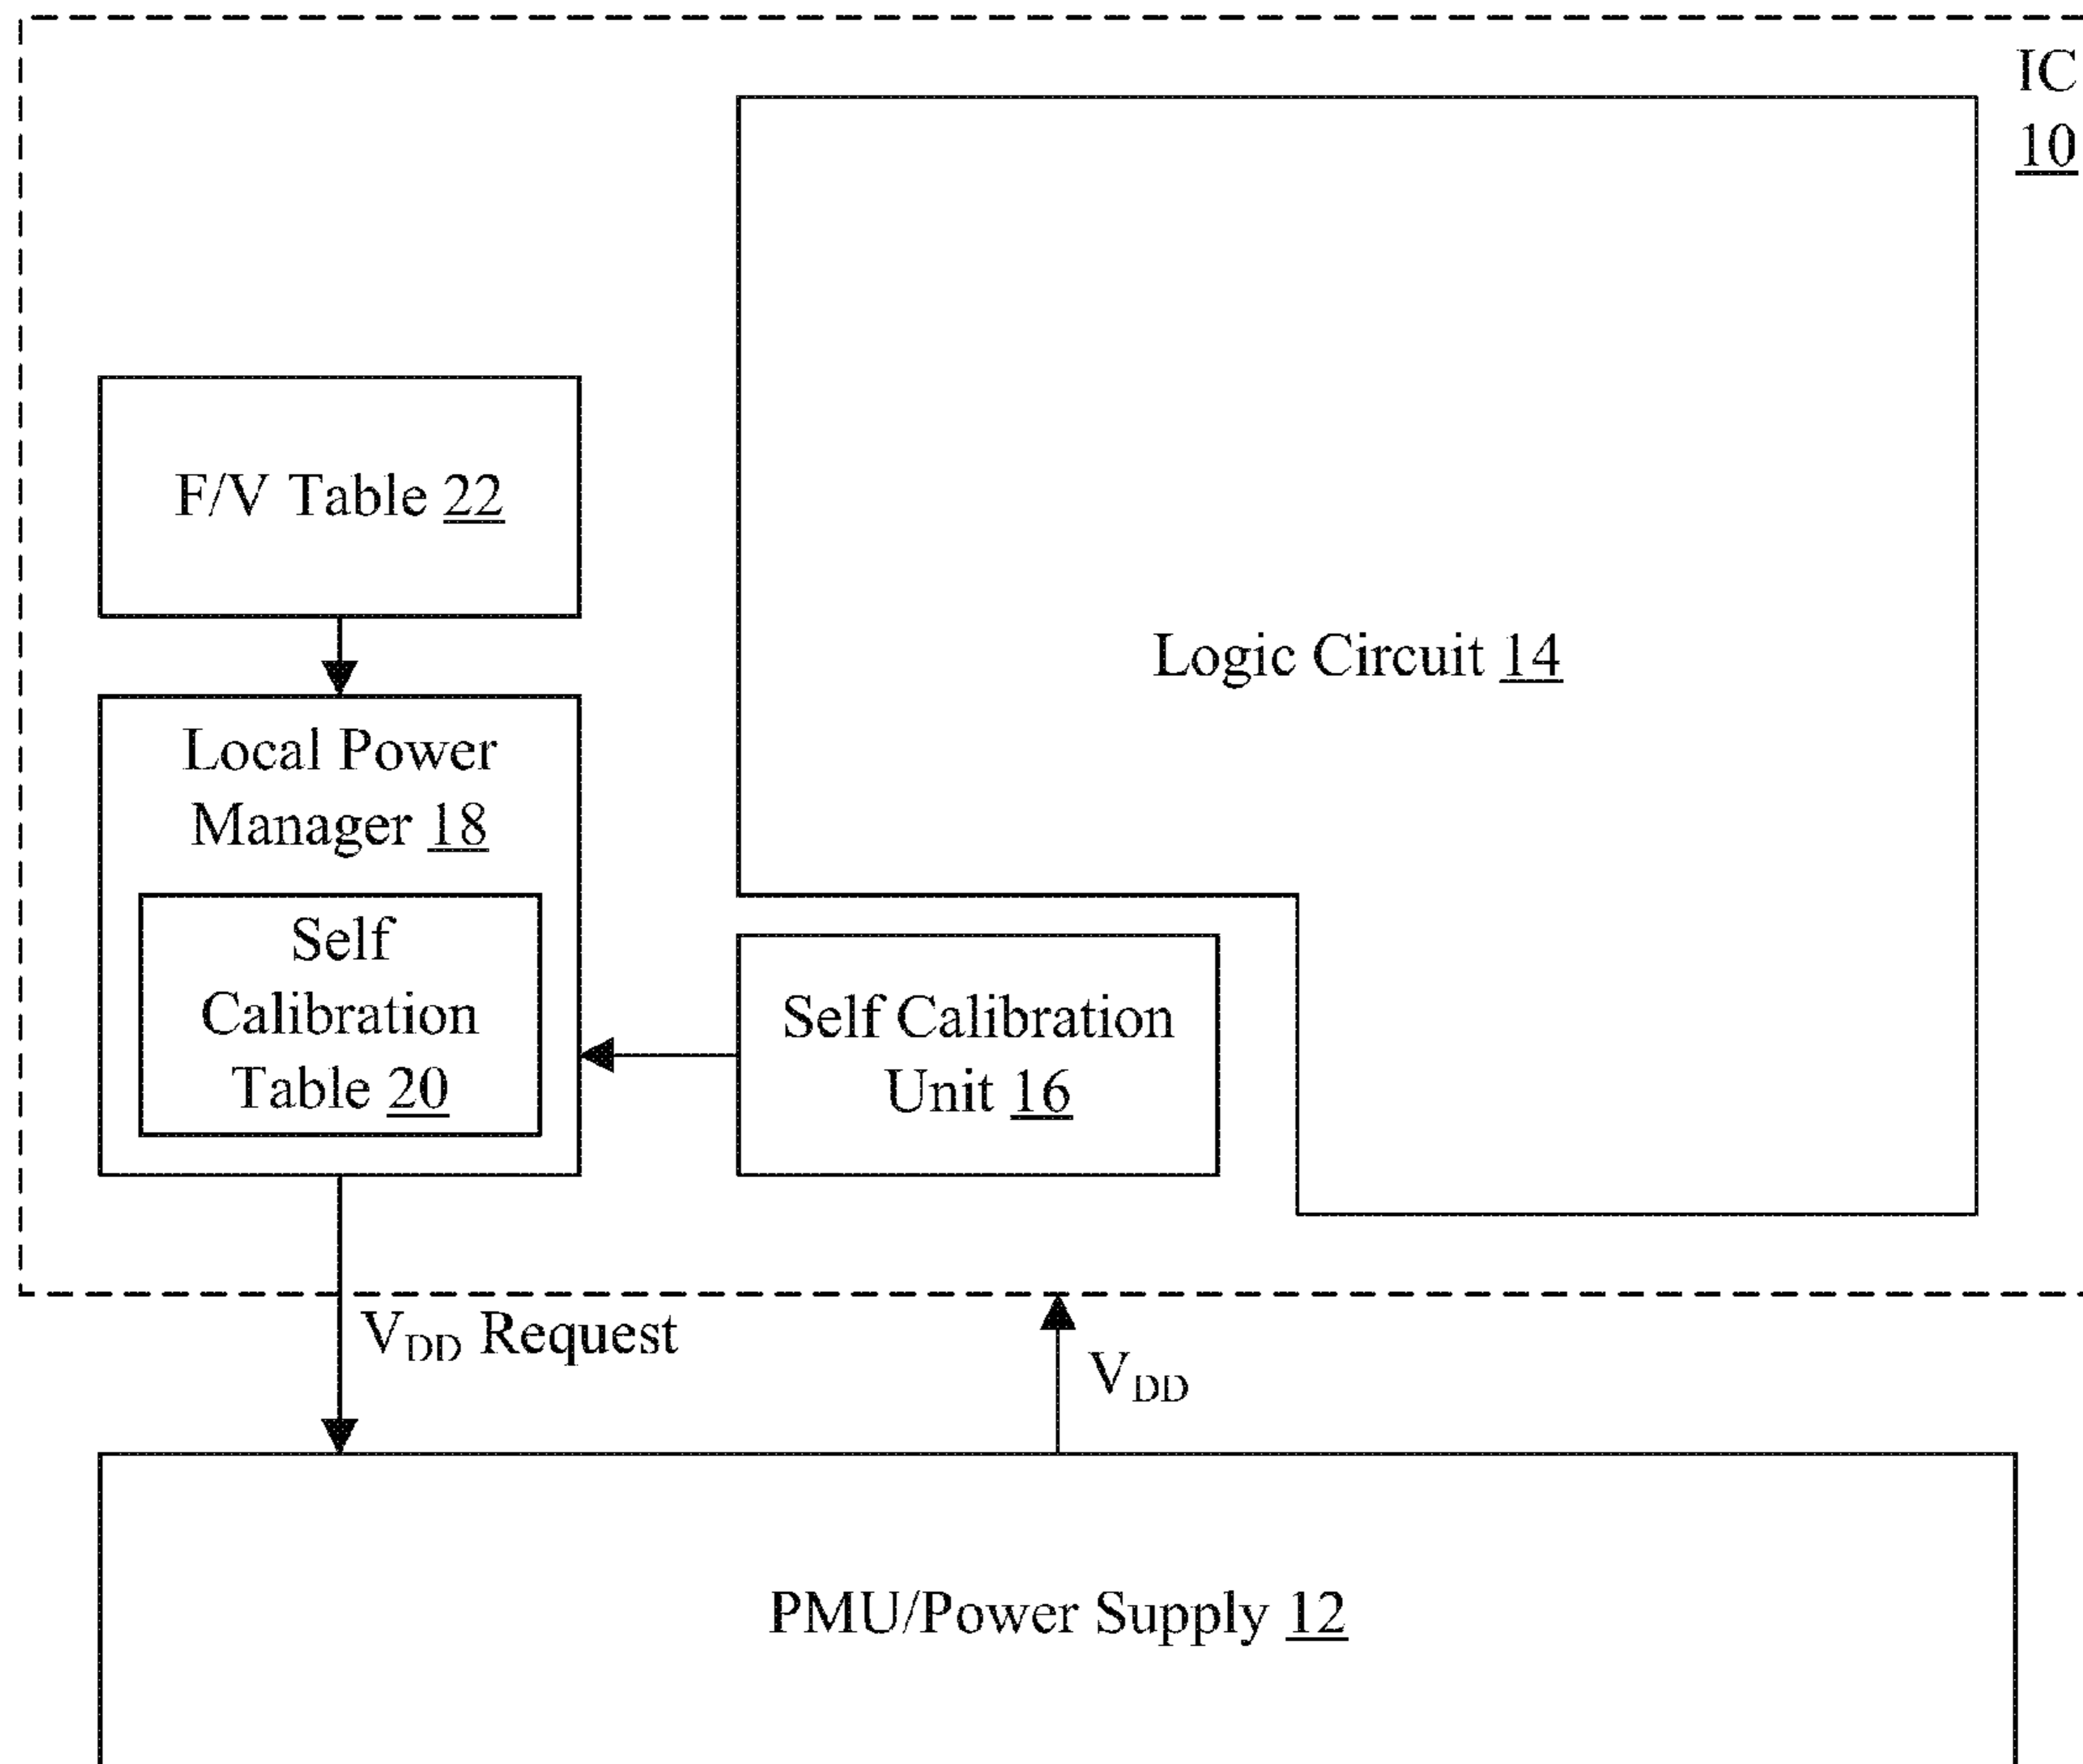 IC
10
F/V Table 22
Logic Circuit 14
Local Power
Manager 18
Self
Calibration
Table 20
Self Calibration
Unit 16
VDD Request
VDD
PMU/Power Supply 12